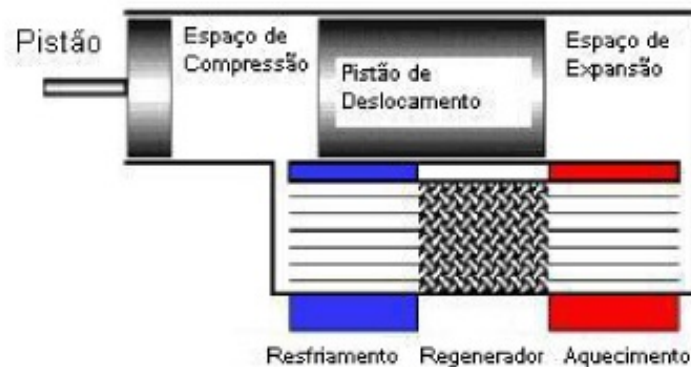 Pistão
Espaço de
Compressão
Pistão de
Deslocamento
Espaço de
Expansão
Resfriamento
Regenerador
Aquecimento